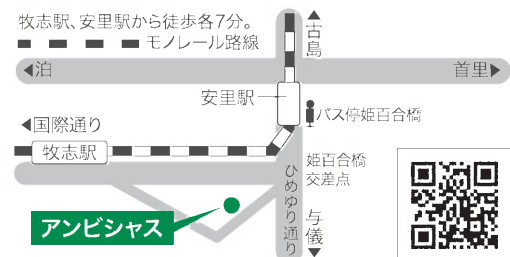 牧志駅、安里駅から徒歩各7分。
モノレール路線
▲古島
◀泊
首里▶
安里駅
バス停姫百合橋
◀国際通り
牧志駅
姫百合橋
交差点
ひめゆり通り
アンビシャス
与儀▼